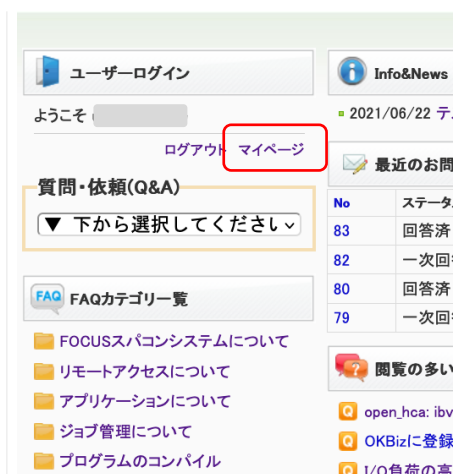 ユーザーログイン
ようこそ
ログアウト マイページ
質問・依頼(Q&A)
▼ 下から選択してください
FAQ FAQカテゴリ一覧
FOCUSスパコンシステムについて
リモートアクセスについて
アプリケーションについて
ジョブ管理について
プログラムのコンパイル
Info&News
2021/06/22 テ
最近のお問
No ステータ
83 回答済
82 一次回
80 回答済
79 一次回
閲覧の多い
Q open_hca: ibv
Q OKBizに登録
Q I/O負荷の高